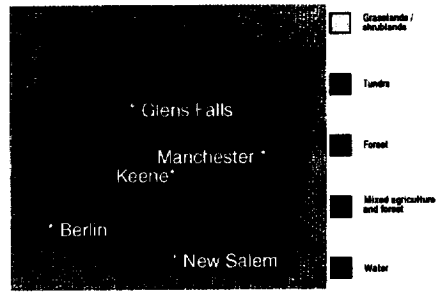 Grasslands /
shrublands
Tundra
* Glens Falls
Forest
Manchester *
Keene*
Mixed agriculture
and forest
* Berlin
* New Salem
Water